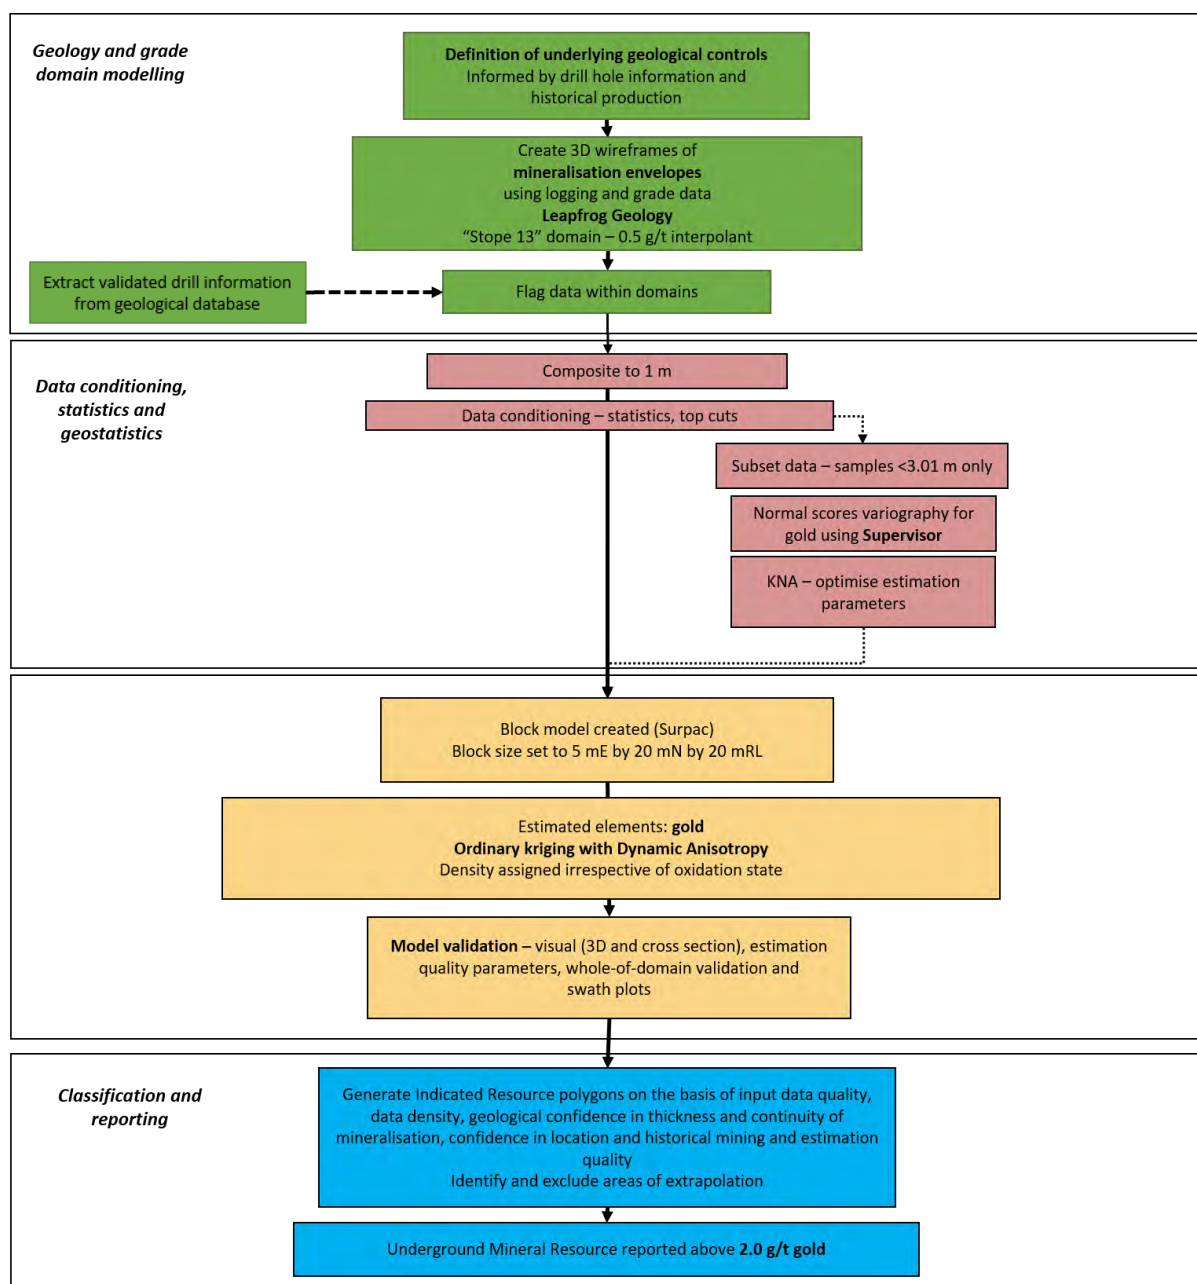 Geology and grade
domain modelling
Definition of underlying geological controls
Informed by drill hole information and
historical production
Create 3D wireframes of
mineralisation envelopes
using logging and grade data
Leapfrog Geology
“Stope 13” domain – 0.5 g/t interpolant
Extract validated drill information
from geological database
Flag data within domains
Data conditioning,
statistics and
geostatistics
Composite to 1 m
Data conditioning – statistics, top cuts
Subset data – samples <3.01 m only
Normal scores variography for
gold using Supervisor
KNA – optimise estimation
parameters
Block model created (Surpac)
Block size set to 5 mE by 20 mN by 20 mRL
Estimated elements: gold
Ordinary kriging with Dynamic Anisotropy
Density assigned irrespective of oxidation state
Model validation – visual (3D and cross section), estimation
quality parameters, whole-of-domain validation and
swath plots
Classification and
reporting
Generate Indicated Resource polygons on the basis of input data quality,
data density, geological confidence in thickness and continuity of
mineralisation, confidence in location and historical mining and estimation
quality
Identify and exclude areas of extrapolation
Underground Mineral Resource reported above 2.0 g/t gold